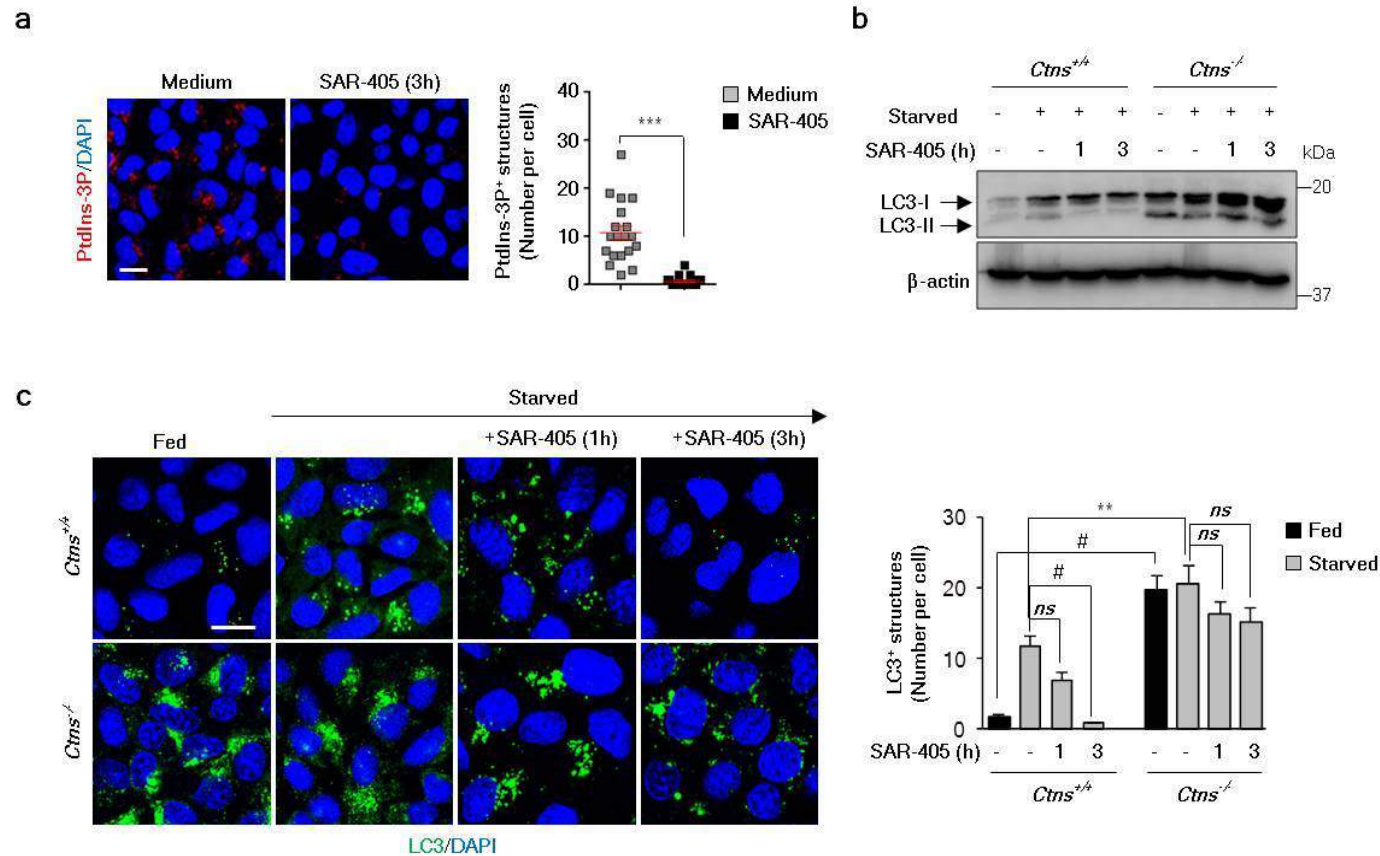 a
Medium
SAR-405 (3h)
PtdIns-3P/DAPI
PtdIns-3P⁺ structures
(Number per cell)
40
30
20
10
0
***
Medium
SAR-405
b
Ctns⁺/⁺
Ctns⁻/⁻
Starved - + + + - + + +
SAR-405 (h) - - 1 3 - - 1 3 kDa
LC3-I
LC3-II
20
β-actin
37
c
Starved
Fed
+SAR-405 (1h)
+SAR-405 (3h)
Ctns⁺/⁺
Ctns⁻/⁻
LC3/DAPI
LC3⁺ structures
(Number per cell)
30
20
10
0
**
ns
#
ns
#
ns
ns
Fed
Starved
SAR-405 (h) - - 1 3 - - 1 3
Ctns⁺/⁺
Ctns⁻/⁻